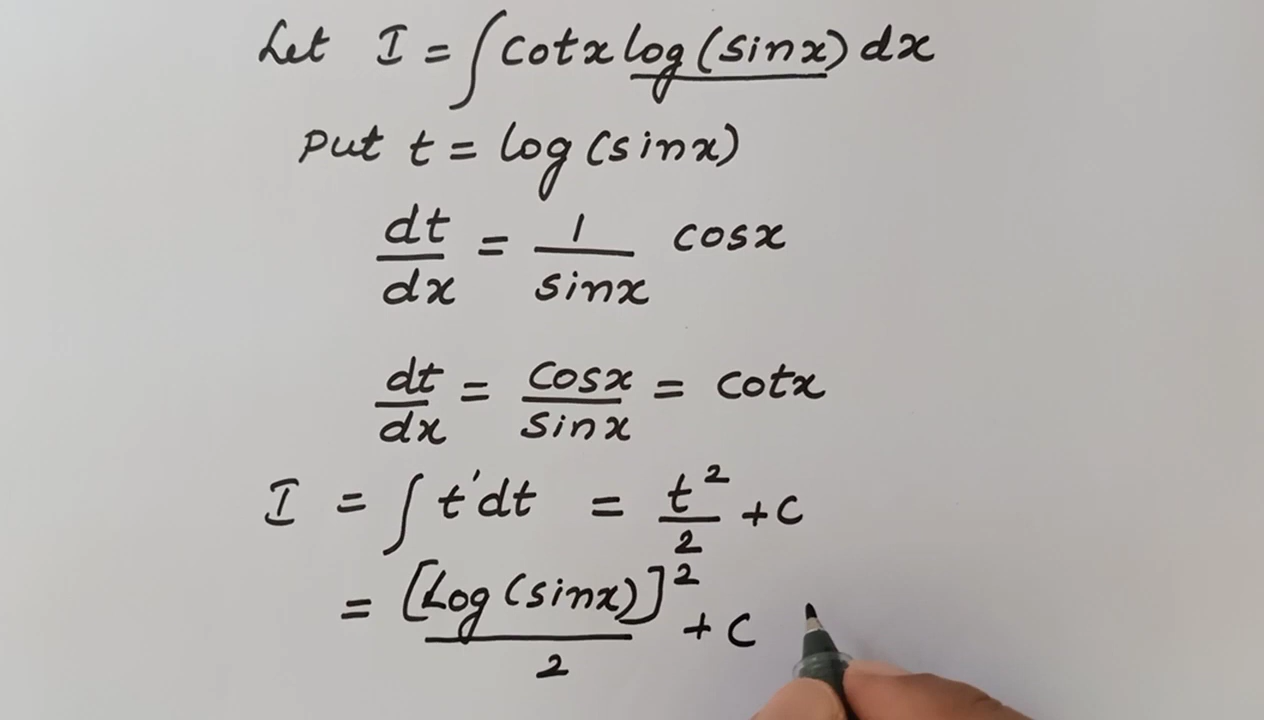 Let I = ∫ cotx log(sinx) dx
Put t = log(sinx)
dt/dx = 1/sinx cosx
dt/dx = cosx/sinx = cotx
I = ∫ t¹dt = t²/2 + C
= [Log(sinx)]²/2 + C